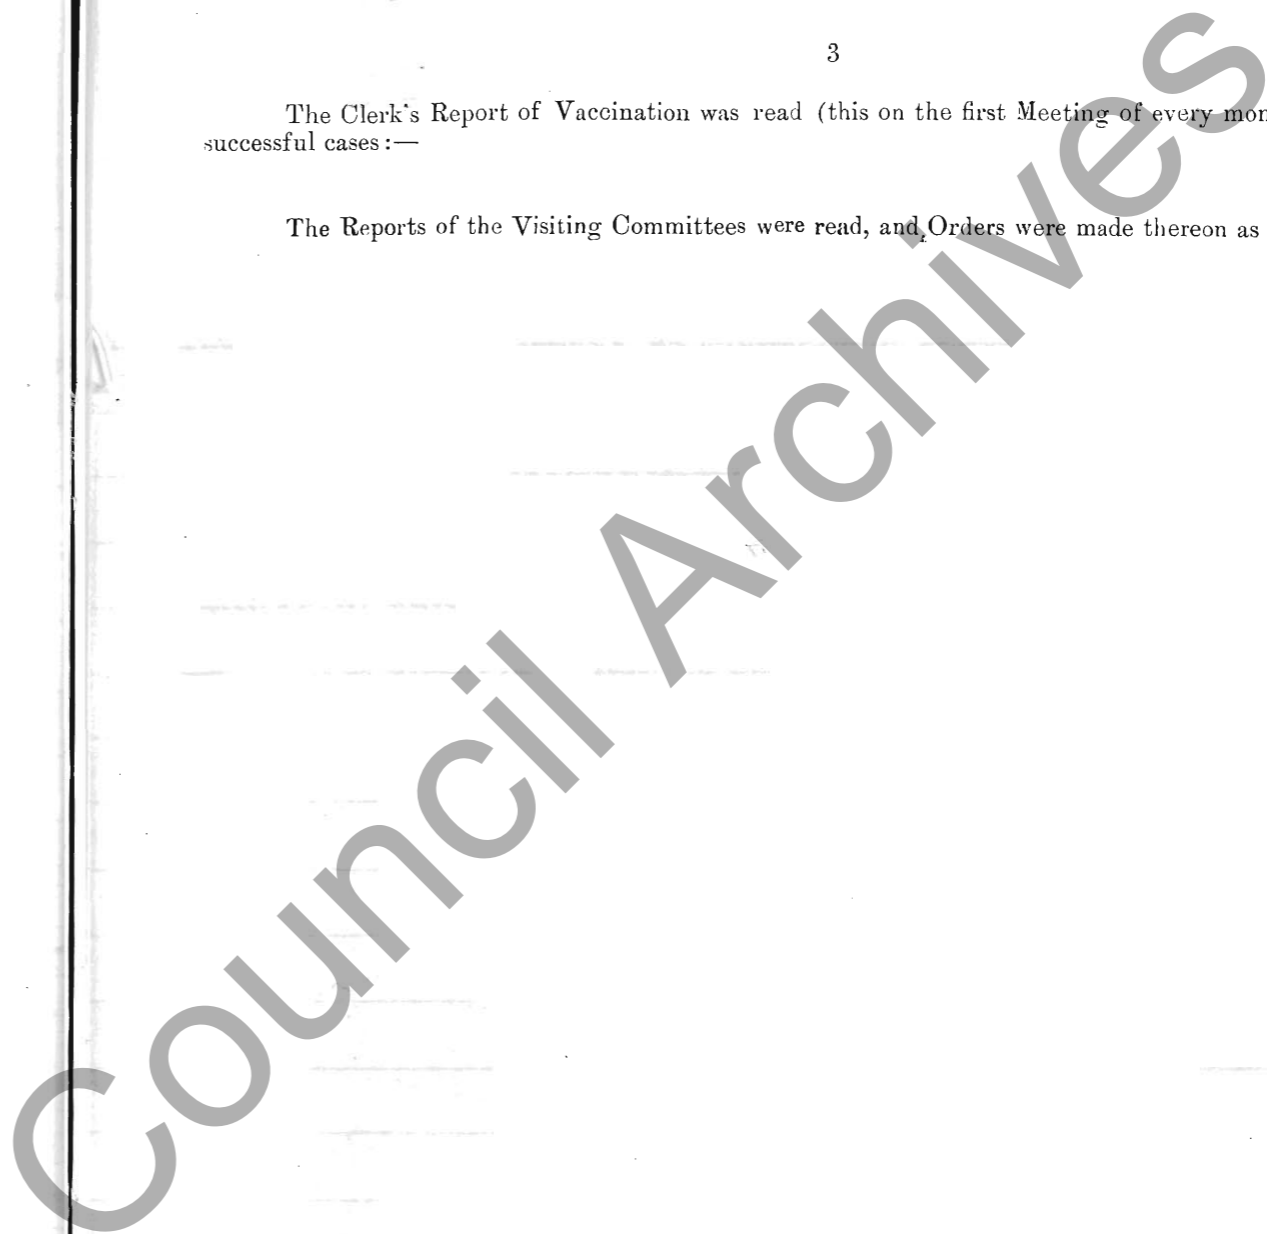 3
The Clerk's Report of Vaccination was read (this on the first Meeting of every mon
successful cases :—
The Reports of the Visiting Committees were read, and Orders were made thereon as
Council Archives